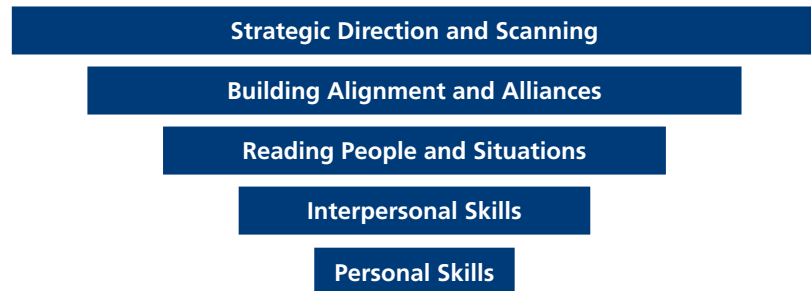 Strategic Direction and Scanning
Building Alignment and Alliances
Reading People and Situations
Interpersonal Skills
Personal Skills